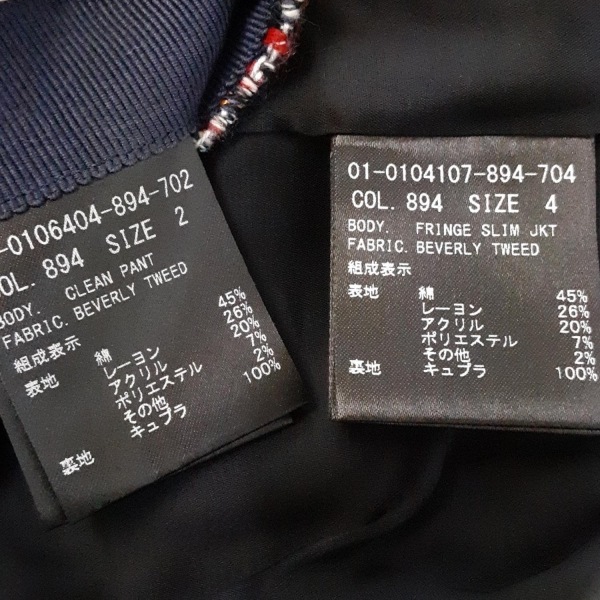 -0106404-894-702
COL. 894 SIZE 2
BODY. CLEAN PANT
FABRIC. BEVERLY TWEED
組成表示
表地 綿 45%
レーヨン 26%
アクリル 20%
ポリエステル 7%
その他 2%
裏地 キュプラ 100%
01-0104107-894-704
COL. 894 SIZE 4
BODY. FRINGE SLIM JKT
FABRIC. BEVERLY TWEED
組成表示
表地 綿 45%
レーヨン 26%
アクリル 20%
ポリエステル 7%
その他 2%
裏地 キュプラ 100%